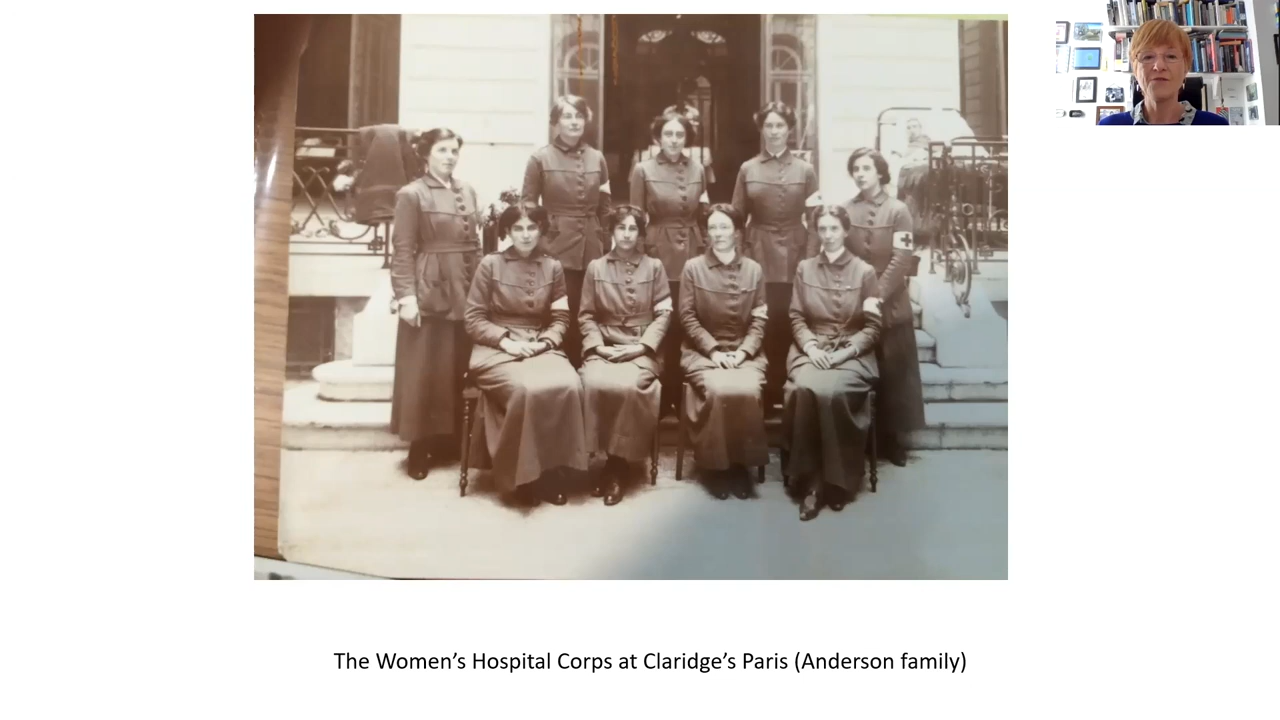 The Women’s Hospital Corps at Claridge’s Paris (Anderson family)